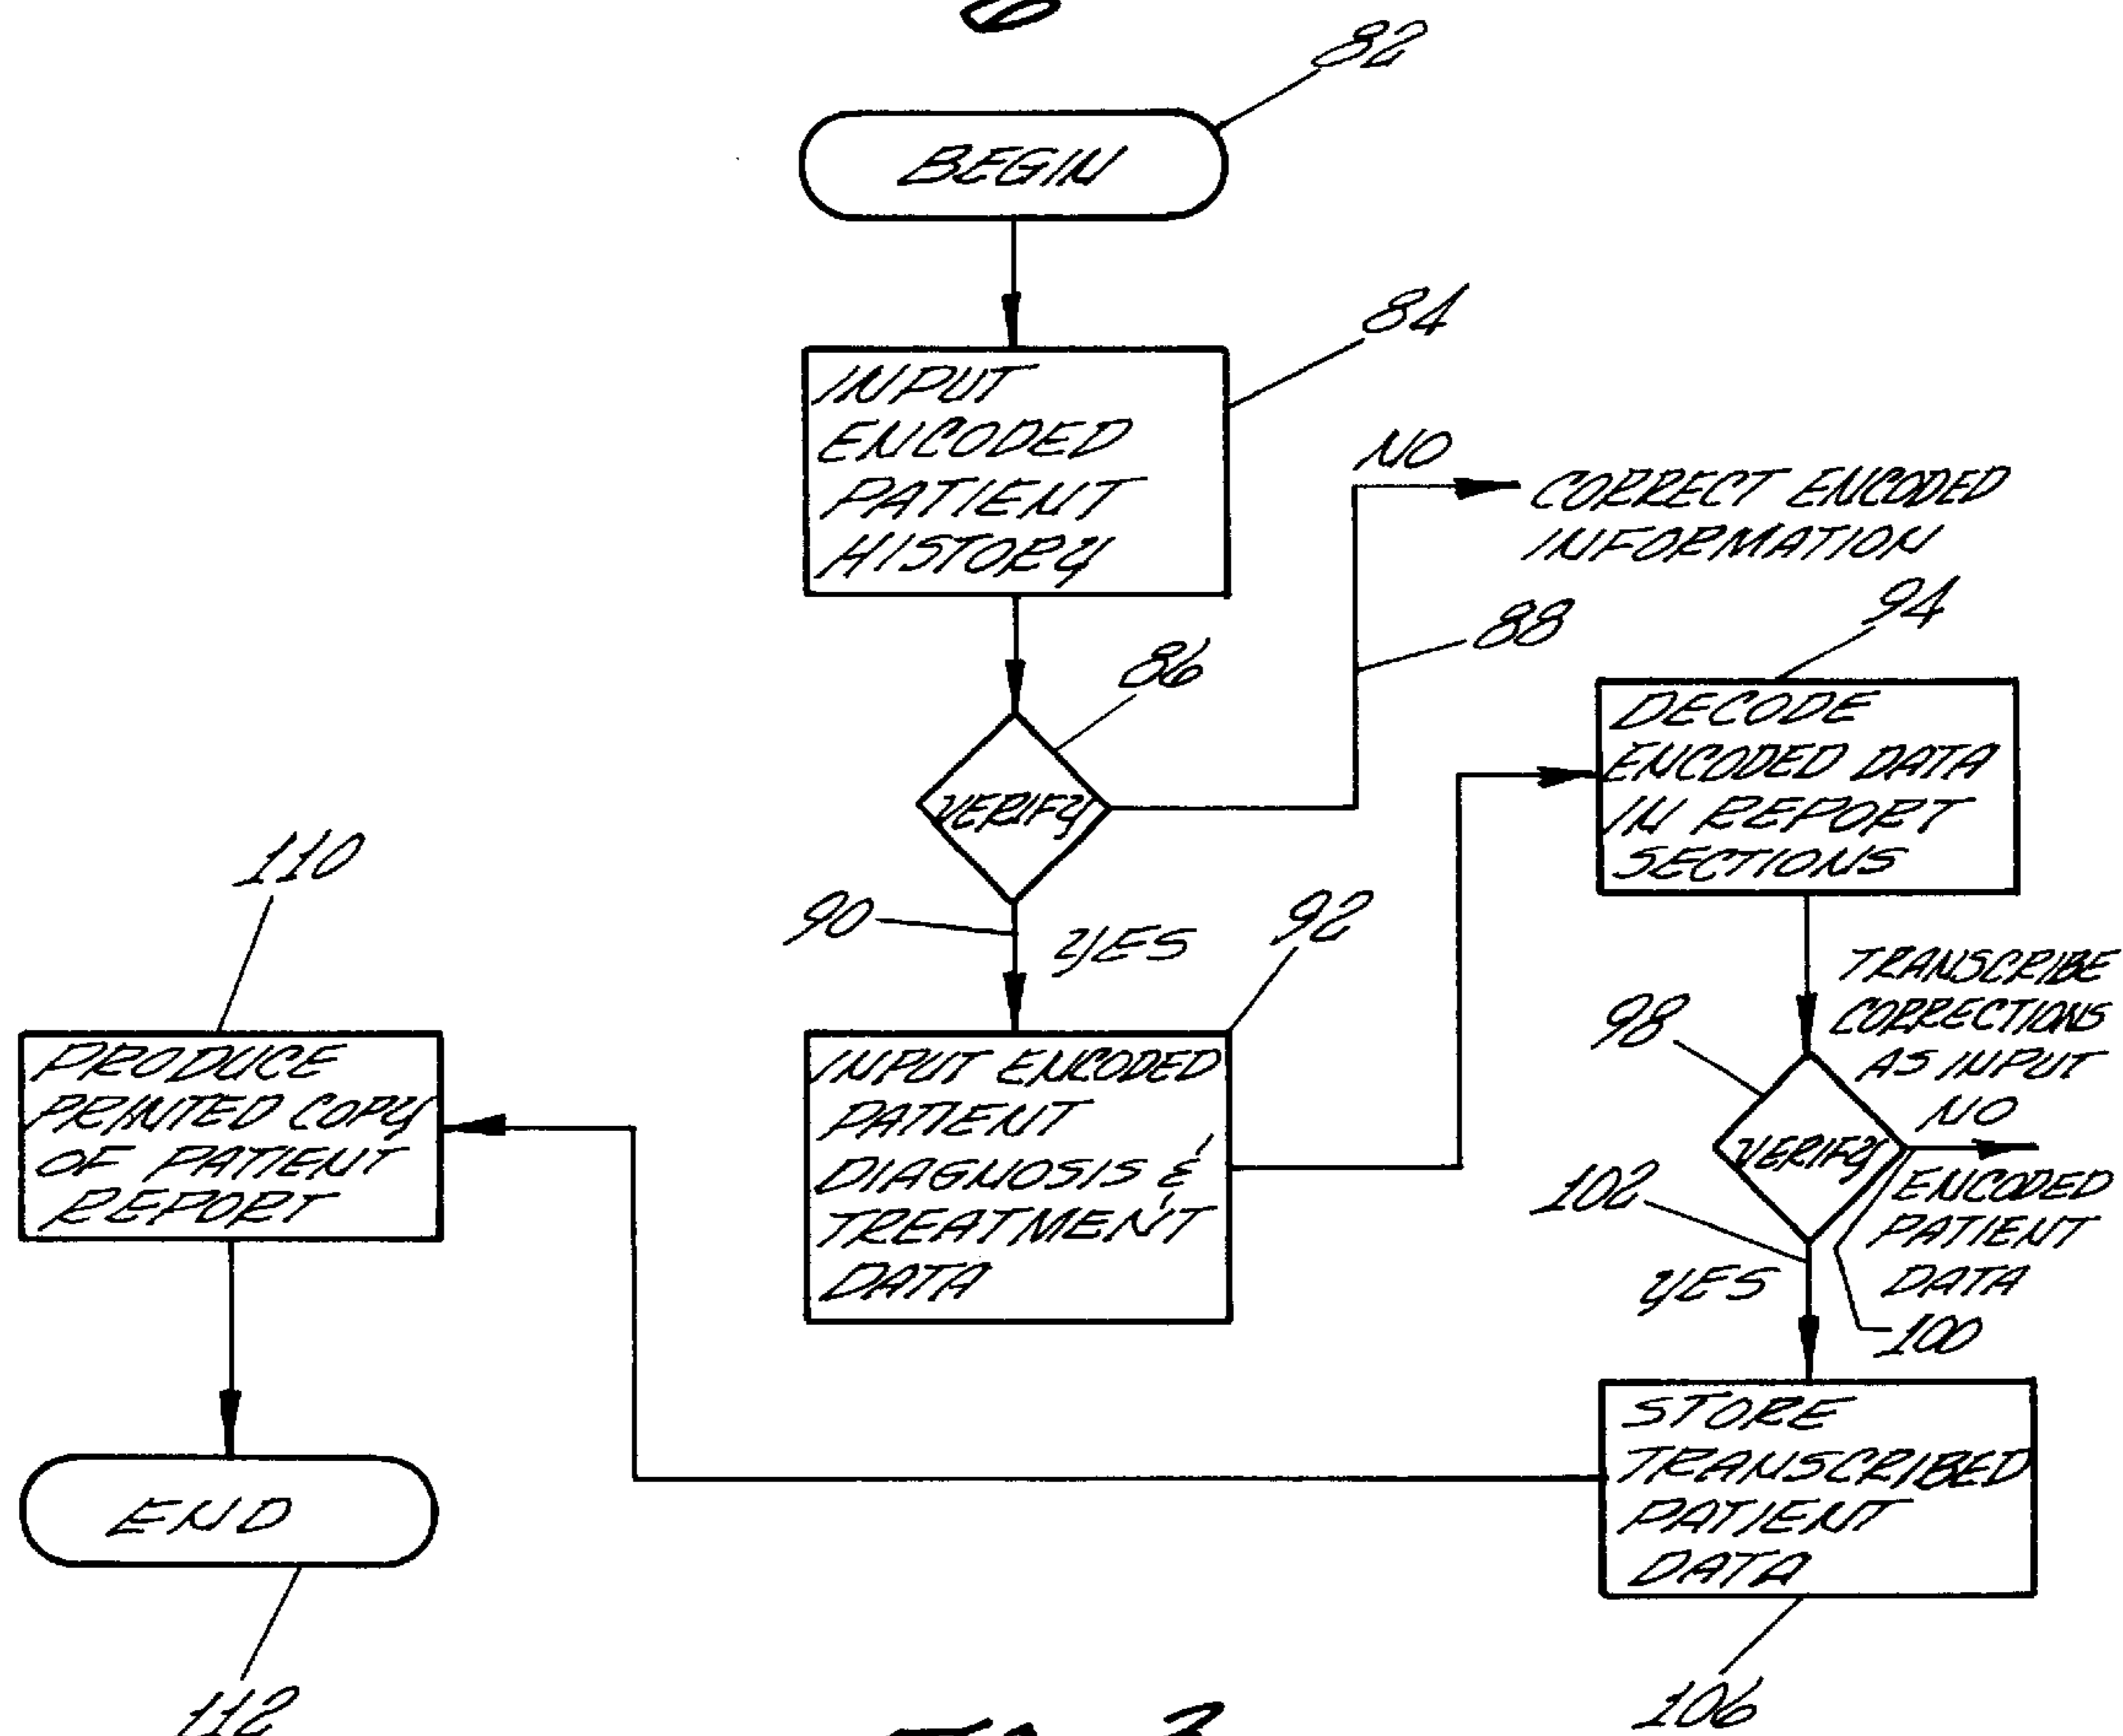 82
BEGIN
84
INPUT
ENCODED
PATIENT
HISTORY
NO
CORRECT ENCODED
INFORMATION
88
86
VERIFY
90
YES
92
INPUT ENCODED
PATIENT
DIAGNOSIS &
TREATMENT
DATA
94
DECODE
ENCODED DATA
IN REPORT
SECTIONS
98
TRANSCRIBE
CORRECTIONS
AS INPUT
NO
VERIFY
ENCODED
PATIENT
DATA
100
102
YES
STORE
TRANSCRIBED
PATIENT
DATA
106
110
PRODUCE
PRINTED COPY
OF PATIENT
REPORT
END
112